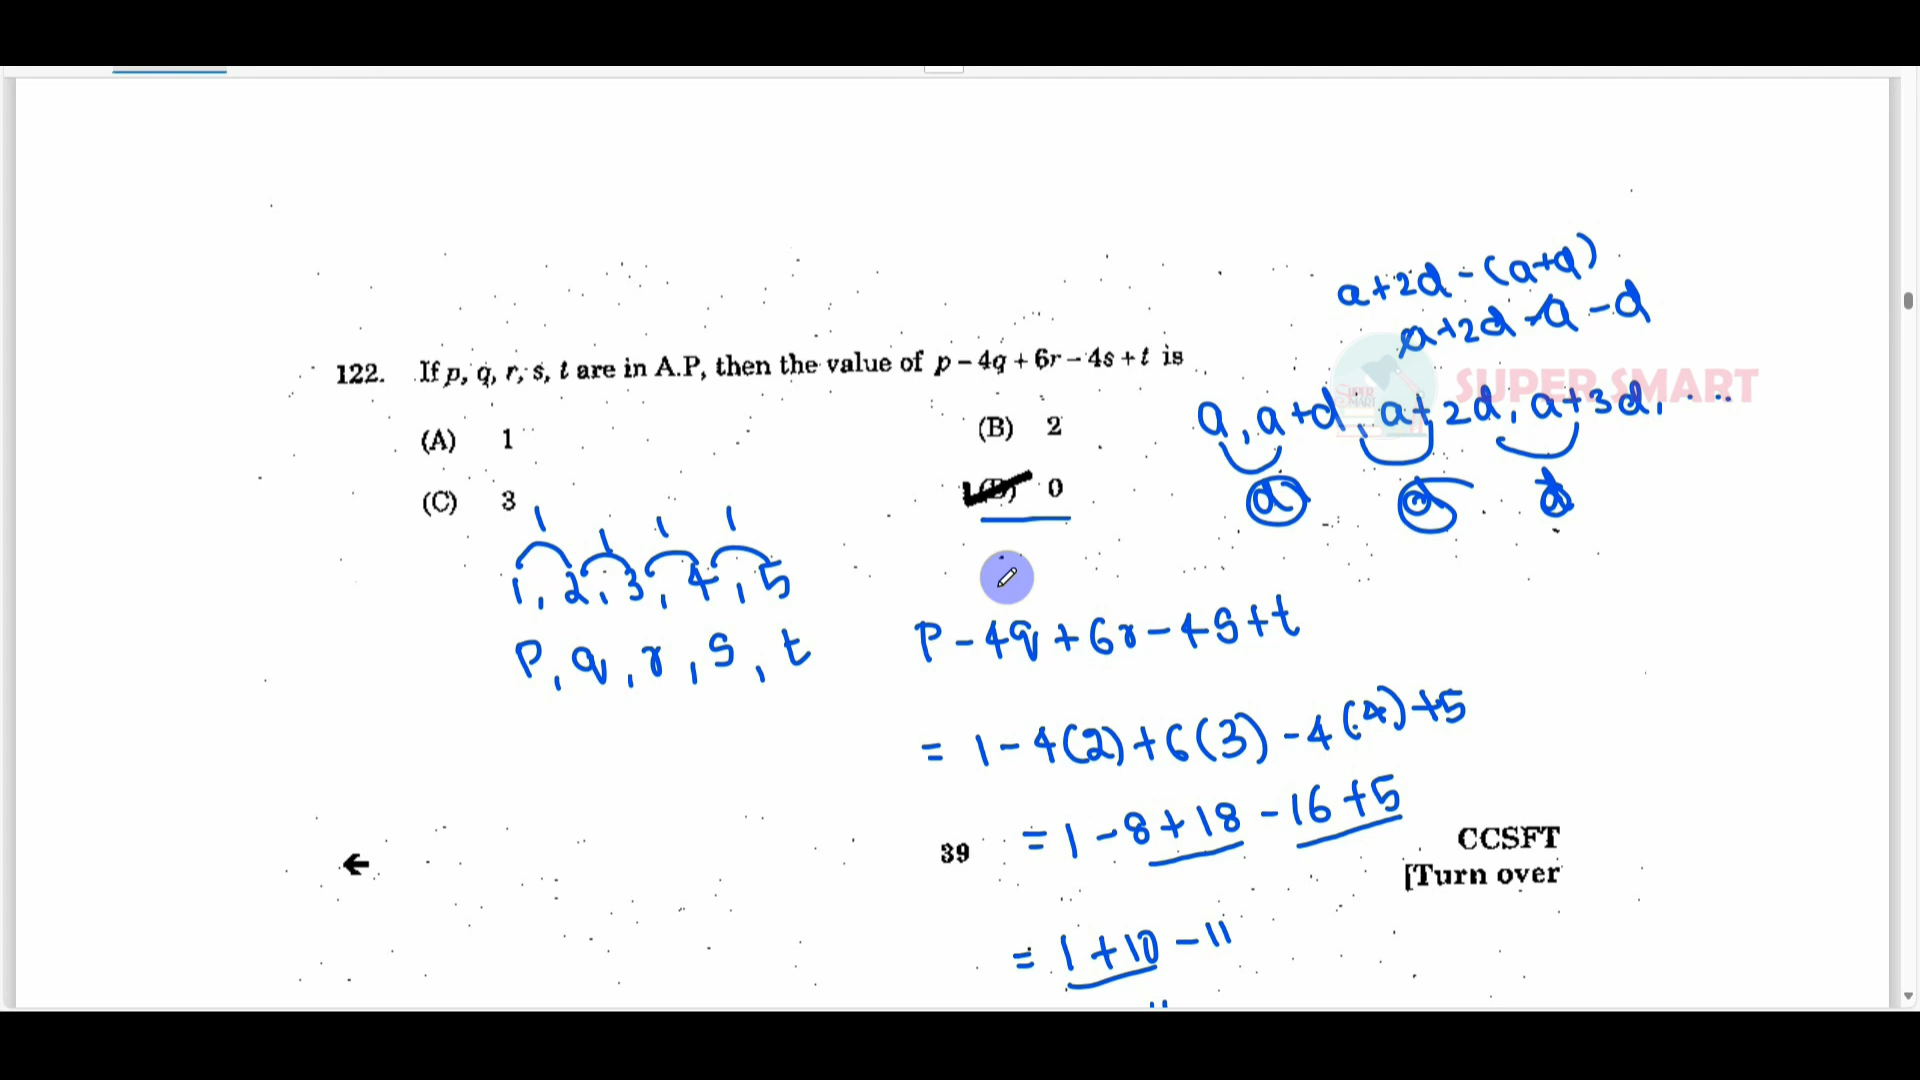 a+2d-(a+d)
a+2d-a-d
122. If p, q, r, s, t are in A.P, then the value of p – 4q + 6r – 4s + t is
SUPER SMART
a, a+d, a+2d, a+3d, ...
(A) 1 (B) 2
(C) 3 (D) 0
d d d
1 1 1 1
1, 2, 3, 4, 5
P, q, r, s, t
P-4q+6r-4s+t
= 1-4(2)+6(3)-4(4)+5
= 1-8+18-16+5
39
CCSFT
[Turn over
= 1+10-11